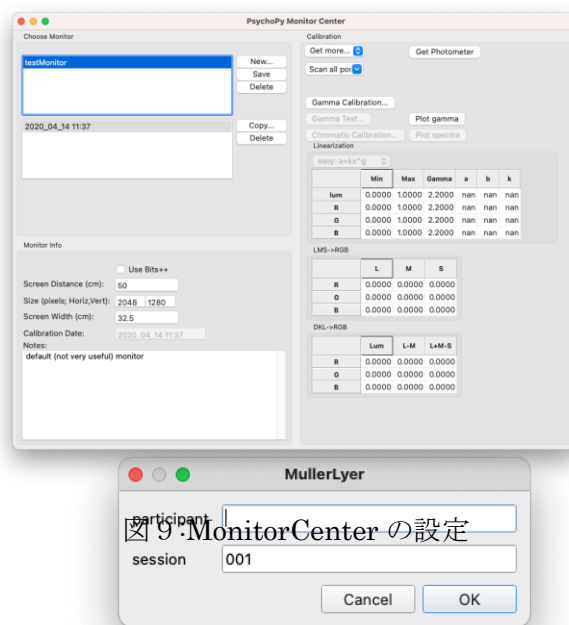 PsychoPy Monitor Center
Choose Monitor
testMonitor
New...
Save
Delete
2020_04_14 11:37
Copy...
Delete
Monitor Info
Use Bits++
Screen Distance (cm): 50
Size (pixels; Horiz,Vert): 2048 1280
Screen Width (cm): 32.5
Calibration Date: 2020_04_14 11:37
Notes:
default (not very useful) monitor
Calibration
Get more... Get Photometer
Scan all por
Gamma Calibration...
Gamma Test... Plot gamma
Chromatic Calibration... Plot spectra
Linearization
easy: a+kx^g
Min Max Gamma a b k
lum 0.0000 1.0000 2.2000 nan nan nan
R 0.0000 1.0000 2.2000 nan nan nan
G 0.0000 1.0000 2.2000 nan nan nan
B 0.0000 1.0000 2.2000 nan nan nan
LMS->RGB
L M S
R 0.0000 0.0000 0.0000
G 0.0000 0.0000 0.0000
B 0.0000 0.0000 0.0000
DKL->RGB
Lum L-M L+M-S
R 0.0000 0.0000 0.0000
G 0.0000 0.0000 0.0000
B 0.0000 0.0000 0.0000
MullerLyer
participant
図９:MonitorCenter の設定
session 001
Cancel OK